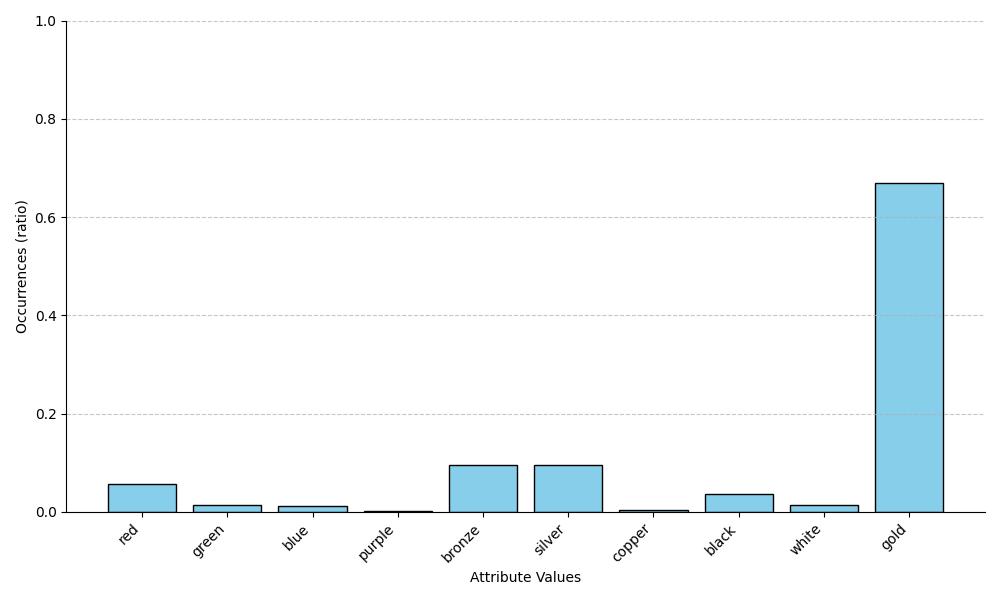 1.0
0.8
0.6
0.4
0.2
0.0
Occurrences (ratio)
red
green
blue
purple
bronze
silver
copper
black
white
gold
Attribute Values